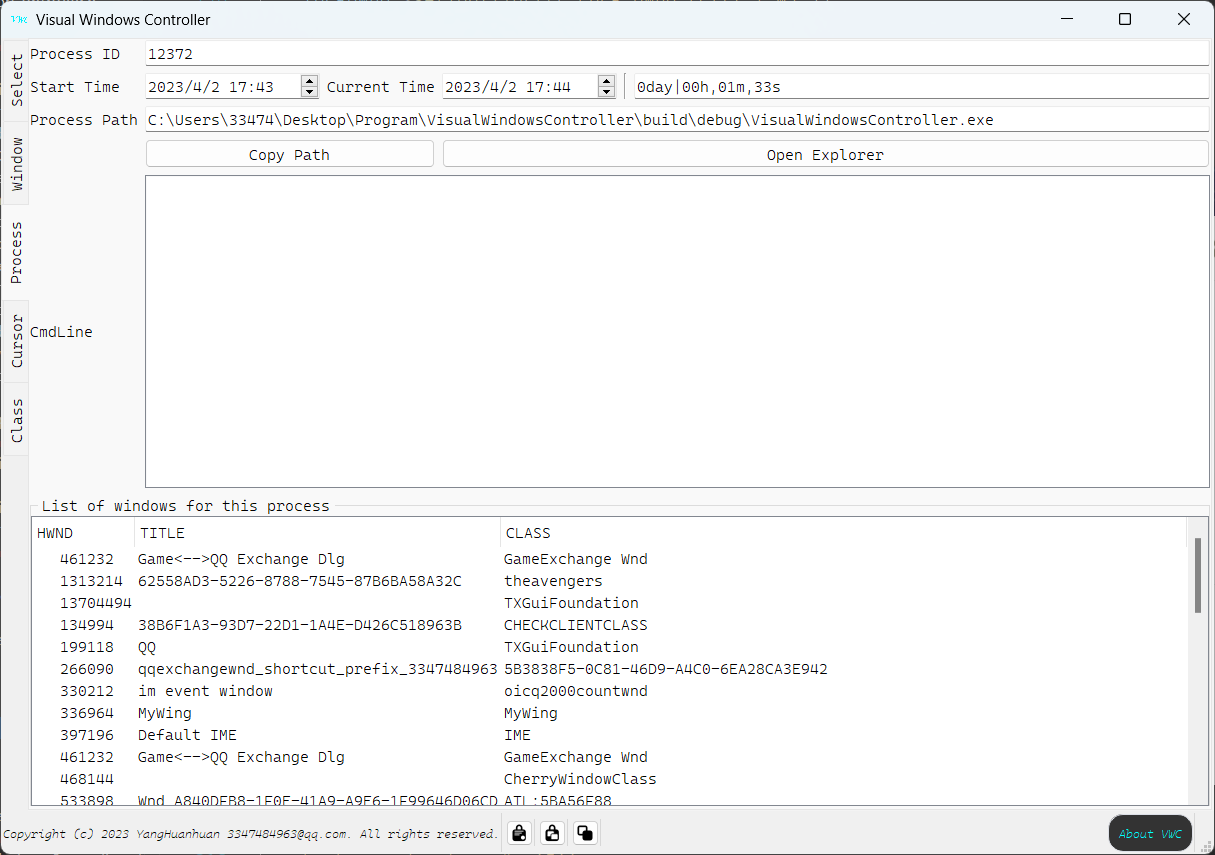 VWC Visual Windows Controller
Select
Window
Process
Cursor
Class
Process ID 12372
Start Time 2023/4/2 17:43 Current Time 2023/4/2 17:44 0day|00h,01m,33s
Process Path C:\Users\33474\Desktop\Program\VisualWindowsController\build\debug\VisualWindowsController.exe
Copy Path Open Explorer
CmdLine
List of windows for this process
HWND TITLE CLASS
461232 Game<-->QQ Exchange Dlg GameExchange Wnd
1313214 62558AD3-5226-8788-7545-87B6BA58A32C theavengers
13704494 TXGuiFoundation
134994 38B6F1A3-93D7-22D1-1A4E-D426C518963B CHECKCLIENTCLASS
199118 QQ TXGuiFoundation
266090 qqexchangewnd_shortcut_prefix_3347484963 5B3838F5-0C81-46D9-A4C0-6EA28CA3E942
330212 im event window oicq2000countwnd
336964 MyWing MyWing
397196 Default IME IME
461232 Game<-->QQ Exchange Dlg GameExchange Wnd
468144 CherryWindowClass
533898 Wnd_A840DEB8-1F0E-41A9-A9E6-1F99646D06CD ATL:5BA56E88
Copyright (c) 2023 YangHuanhuan 3347484963@qq.com. All rights reserved. About VWC